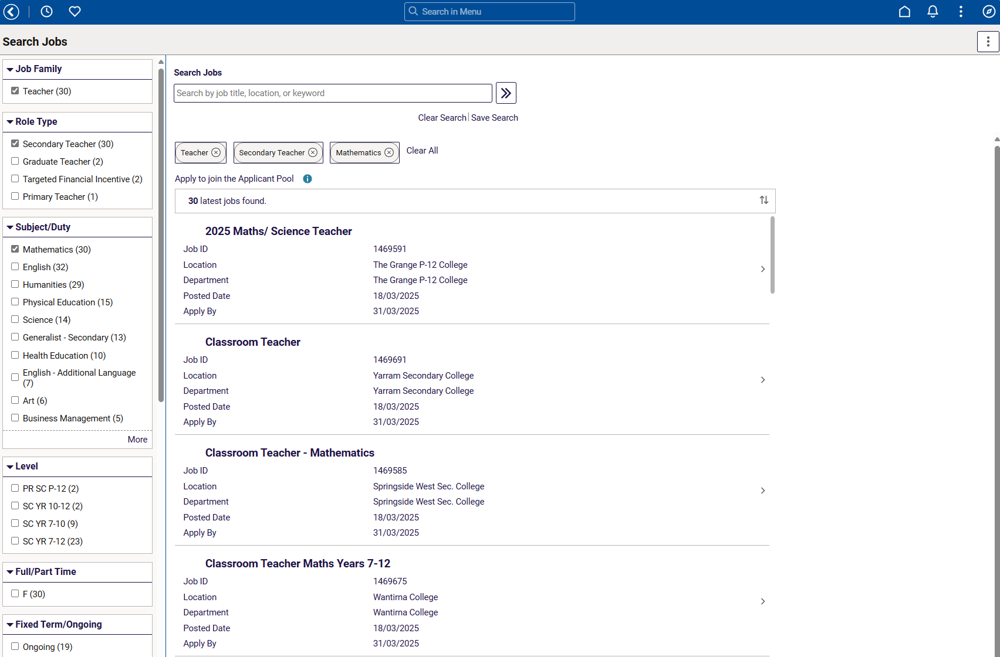 Search in Menu
Search Jobs
Job Family
Teacher (30)
Role Type
Secondary Teacher (30)
Graduate Teacher (2)
Targeted Financial Incentive (2)
Primary Teacher (1)
Subject/Duty
Mathematics (30)
English (32)
Humanities (29)
Physical Education (15)
Science (14)
Generalist - Secondary (13)
Health Education (10)
English - Additional Language
(7)
Art (6)
Business Management (5)
More
Level
PR SC P-12 (2)
SC YR 10-12 (2)
SC YR 7-10 (9)
SC YR 7-12 (23)
Full/Part Time
F (30)
Fixed Term/Ongoing
Ongoing (19)
Search Jobs
Search by job title, location, or keyword
Clear Search Save Search
Teacher Secondary Teacher Mathematics Clear All
Apply to join the Applicant Pool
30 latest jobs found.
2025 Maths/ Science Teacher
Job ID 1469591
Location The Grange P-12 College
Department The Grange P-12 College
Posted Date 18/03/2025
Apply By 31/03/2025
Classroom Teacher
Job ID 1469691
Location Yarram Secondary College
Department Yarram Secondary College
Posted Date 18/03/2025
Apply By 31/03/2025
Classroom Teacher - Mathematics
Job ID 1469585
Location Springside West Sec. College
Department Springside West Sec. College
Posted Date 18/03/2025
Apply By 31/03/2025
Classroom Teacher Maths Years 7-12
Job ID 1469675
Location Wantirna College
Department Wantirna College
Posted Date 18/03/2025
Apply By 31/03/2025